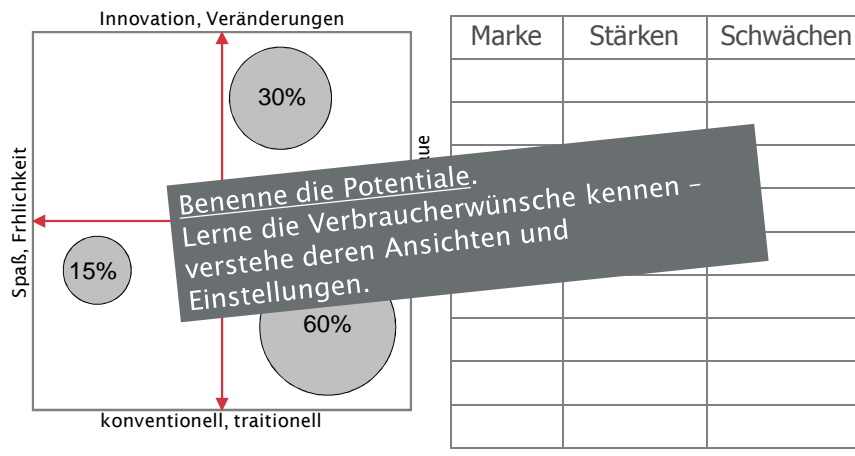 Innovation, Veränderungen
30%
Spaß, Frhlichkeit
15%
60%
konventionell, traitionell
Marke Stärken Schwächen
Benenne die Potentiale.
Lerne die Verbraucherwünsche kennen –
verstehe deren Ansichten und
Einstellungen.